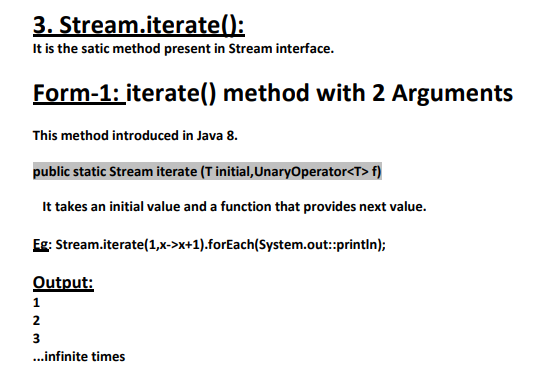 3. Stream.iterate():
It is the satic method present in Stream interface.
Form-1: iterate() method with 2 Arguments
This method introduced in Java 8.
public static Stream iterate (T initial,UnaryOperator<T> f)
It takes an initial value and a function that provides next value.
Eg: Stream.iterate(1,x->x+1).forEach(System.out::println);
Output:
1
2
3
...infinite times